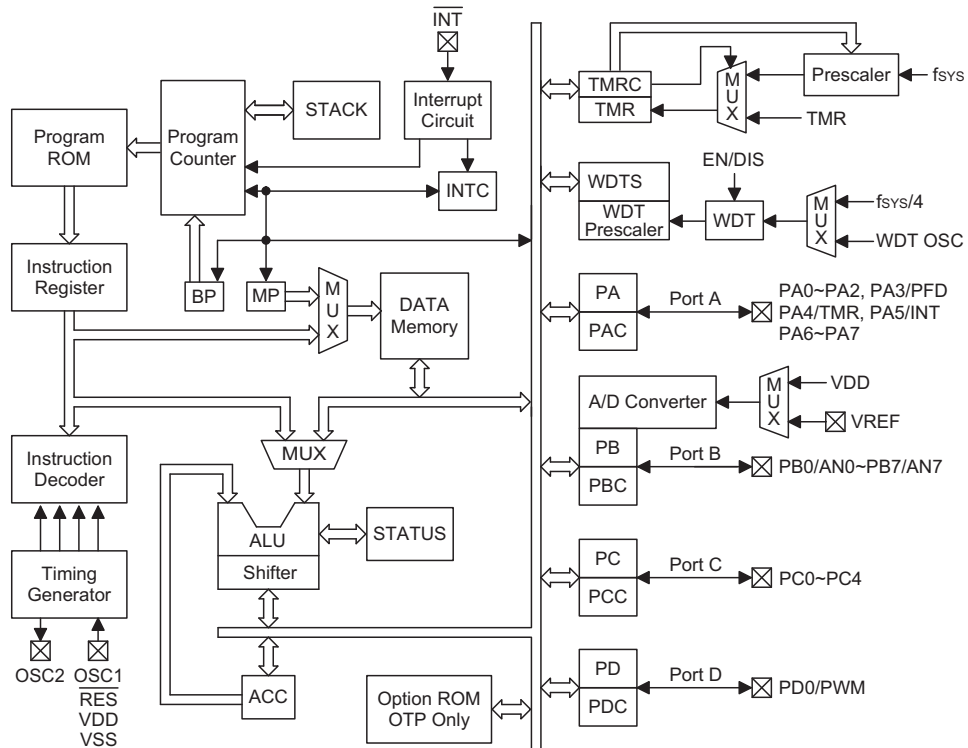 INT
STACK
Program
Counter
Interrupt
Circuit
INTC
Program
ROM
Instruction
Register
BP
MP
MUX
DATA
Memory
MUX
Instruction
Decoder
ALU
Shifter
STATUS
Timing
Generator
OSC2
OSC1
RES
VDD
VSS
ACC
Option ROM
OTP Only
TMRC
TMR
MUX
Prescaler
fSYS
TMR
WDTS
WDT
Prescaler
EN/DIS
WDT
MUX
fSYS/4
WDT OSC
PA
PAC
Port A
PA0~PA2, PA3/PFD
PA4/TMR, PA5/INT
PA6~PA7
A/D Converter
MUX
VDD
VREF
PB
PBC
Port B
PB0/AN0~PB7/AN7
PC
PCC
Port C
PC0~PC4
PD
PDC
Port D
PD0/PWM